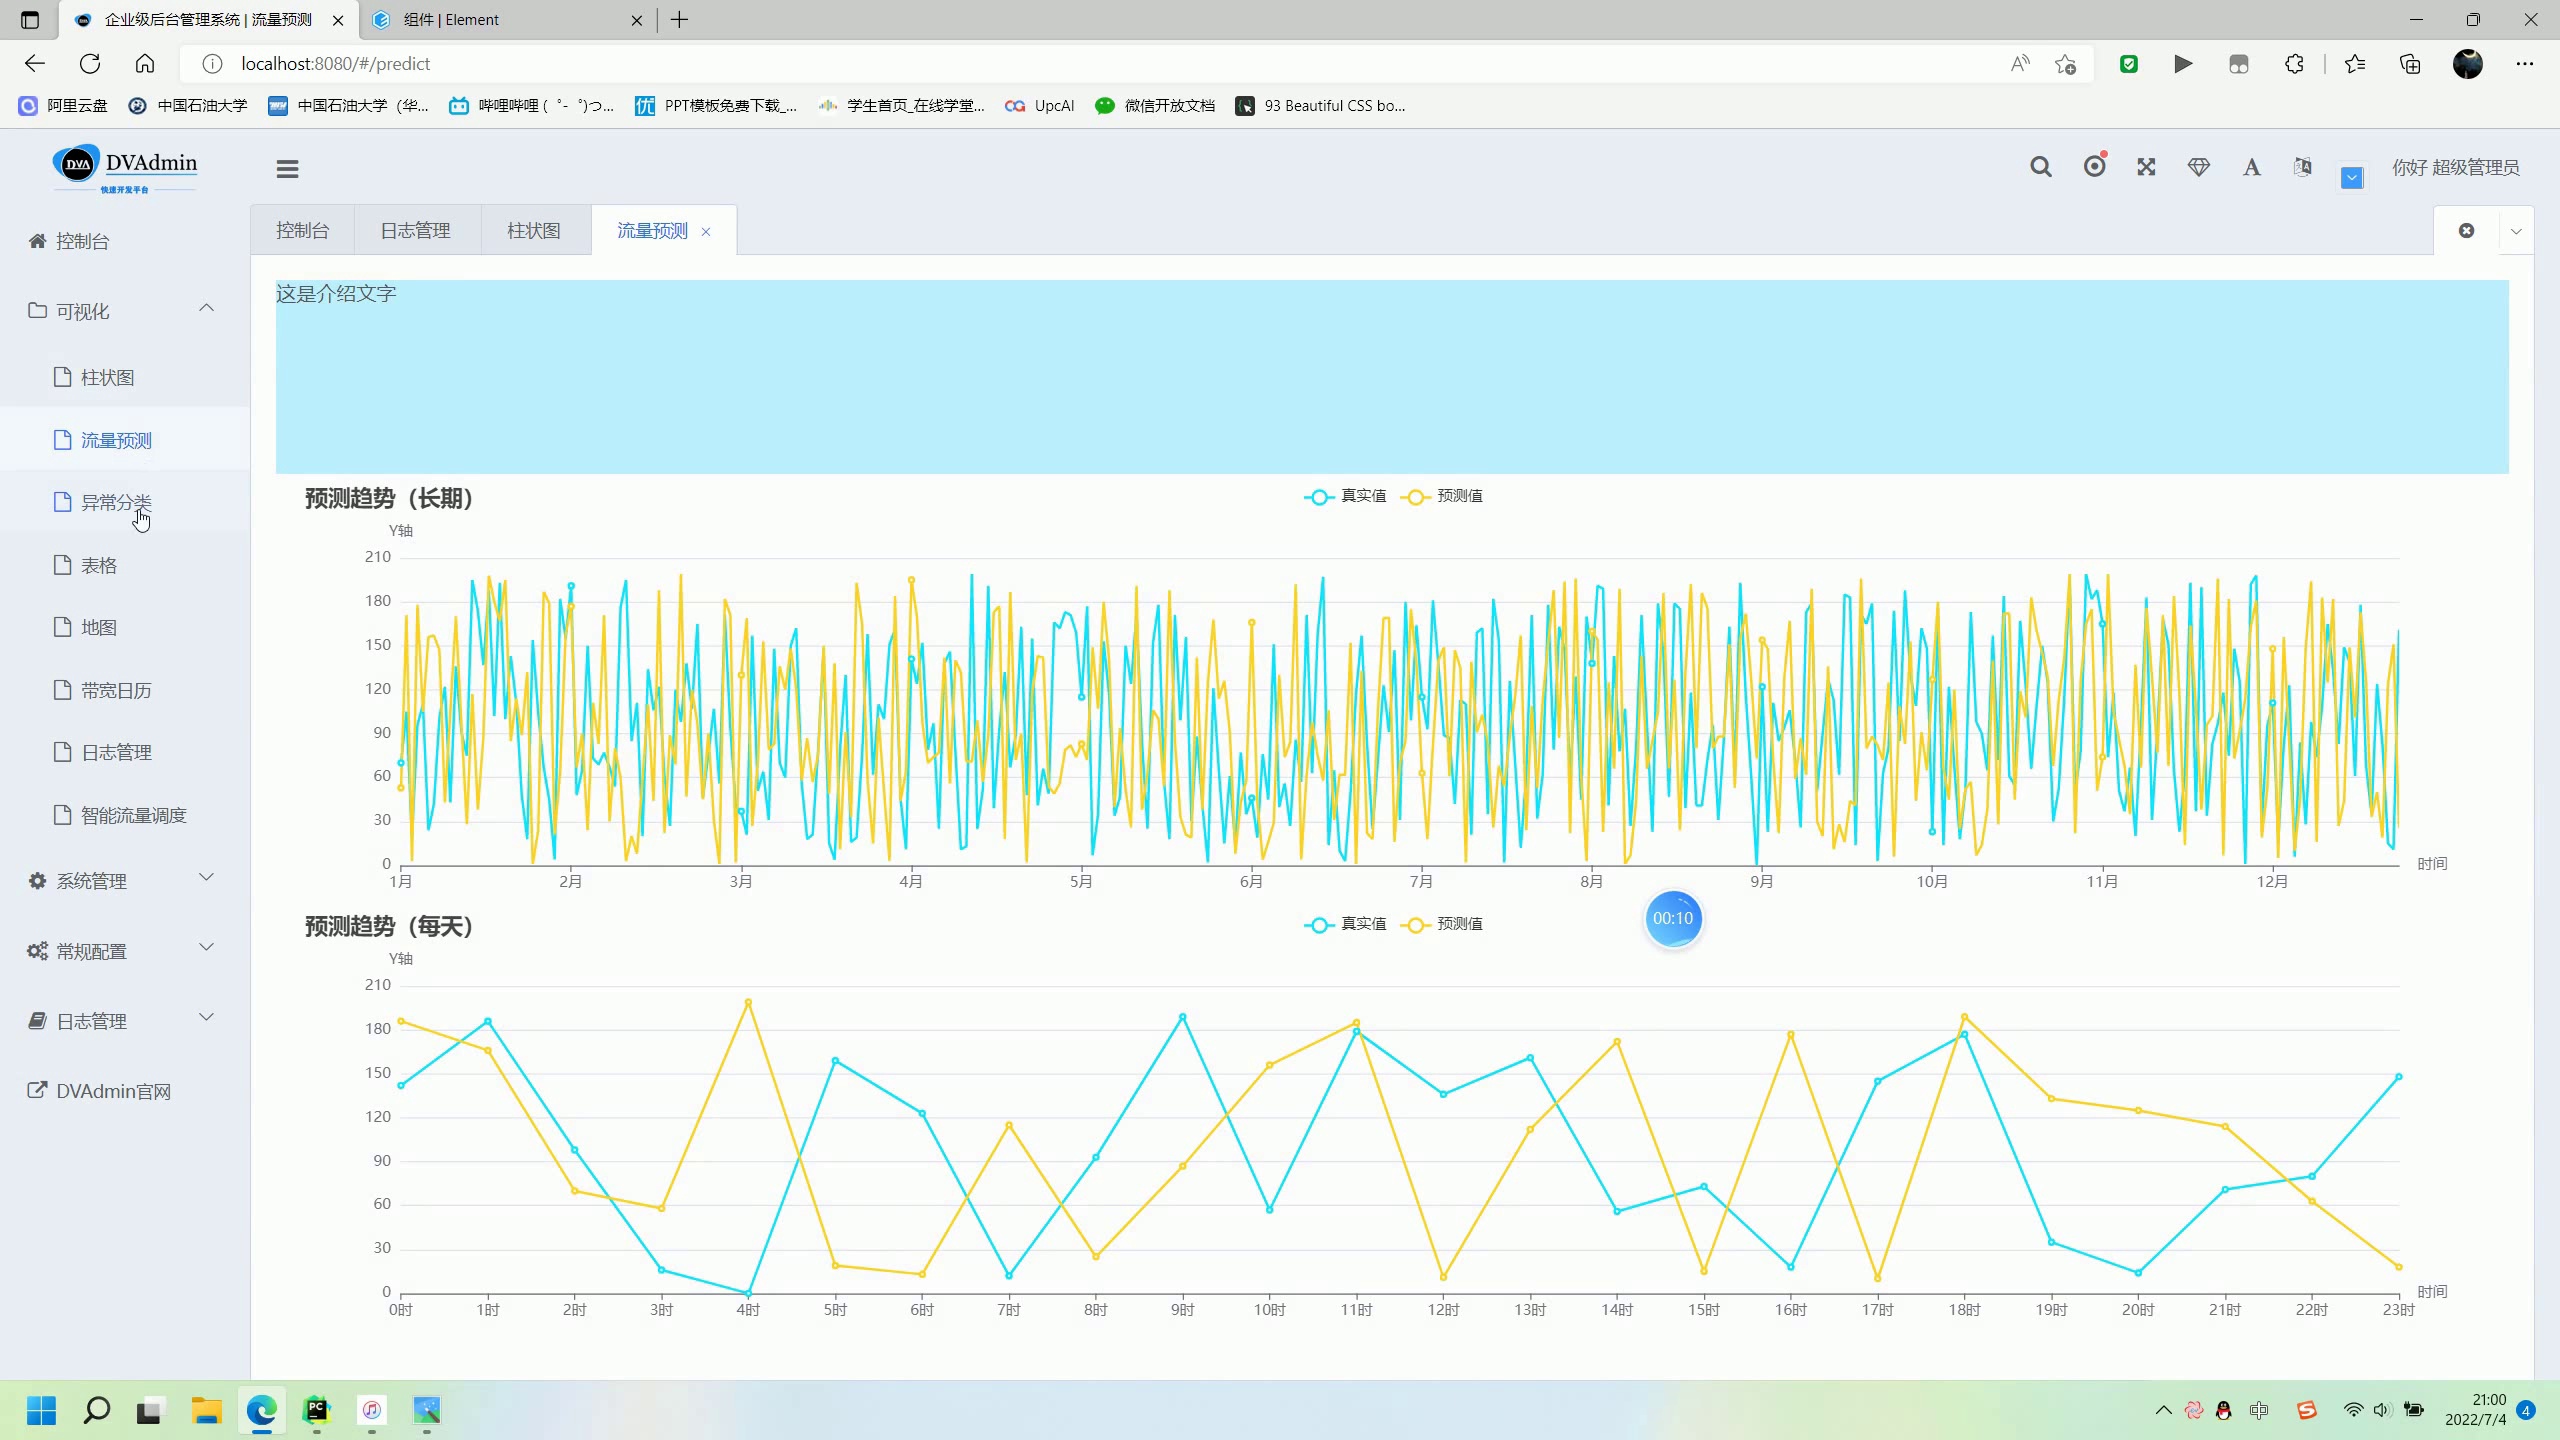 企业级后台管理系统 | 流量预测
组件 | Element
localhost:8080/#/predict
阿里云盘
中国石油大学
中国石油大学（华...
哔哩哔哩 ( ゜- ゜)つ...
PPT模板免费下载_...
学生首页_在线学堂...
UpcAI
微信开放文档
93 Beautiful CSS bo...
DVA DVAdmin
快速开发平台
你好 超级管理员
控制台
日志管理
柱状图
流量预测
控制台
可视化
柱状图
流量预测
异常分类
表格
地图
带宽日历
日志管理
智能流量调度
系统管理
常规配置
日志管理
DVAdmin官网
这是介绍文字
预测趋势（长期）
真实值
预测值
Y轴
210
180
150
120
90
60
30
0
1月 2月 3月 4月 5月 6月 7月 8月 9月 10月 11月 12月
时间
00:10
预测趋势（每天）
真实值
预测值
Y轴
210
180
150
120
90
60
30
0
0时 1时 2时 3时 4时 5时 6时 7时 8时 9时 10时 11时 12时 13时 14时 15时 16时 17时 18时 19时 20时 21时 22时 23时
时间
PC
中
21:00
2022/7/4
4